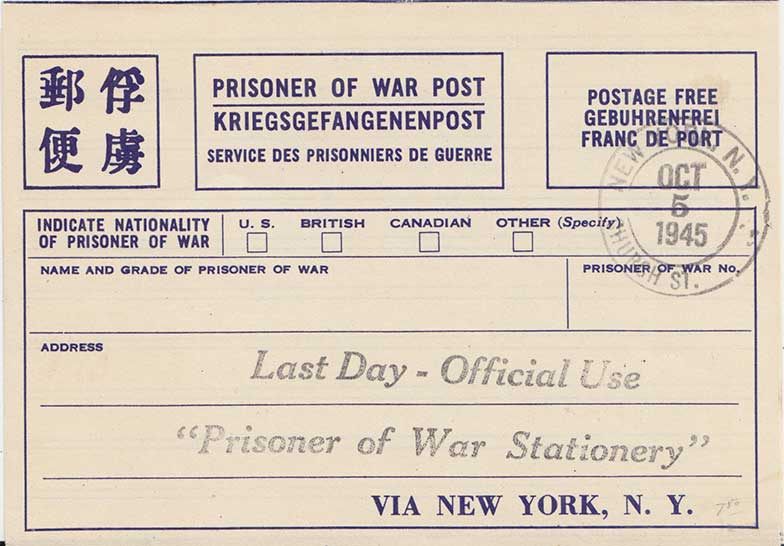 俘虜
郵便
PRISONER OF WAR POST
KRIEGSGEFANGENENPOST
SERVICE DES PRISONNIERS DE GUERRE
POSTAGE FREE
GEBUHRENFREI
FRANC DE PORT
NEW YORK, N.Y.
OCT
5
1945
CHURCH ST.
INDICATE NATIONALITY
OF PRISONER OF WAR
U. S. BRITISH CANADIAN OTHER (Specify)
NAME AND GRADE OF PRISONER OF WAR
PRISONER OF WAR No.
ADDRESS
Last Day - Official Use
“Prisoner of War Stationery”
VIA NEW YORK, N. Y.